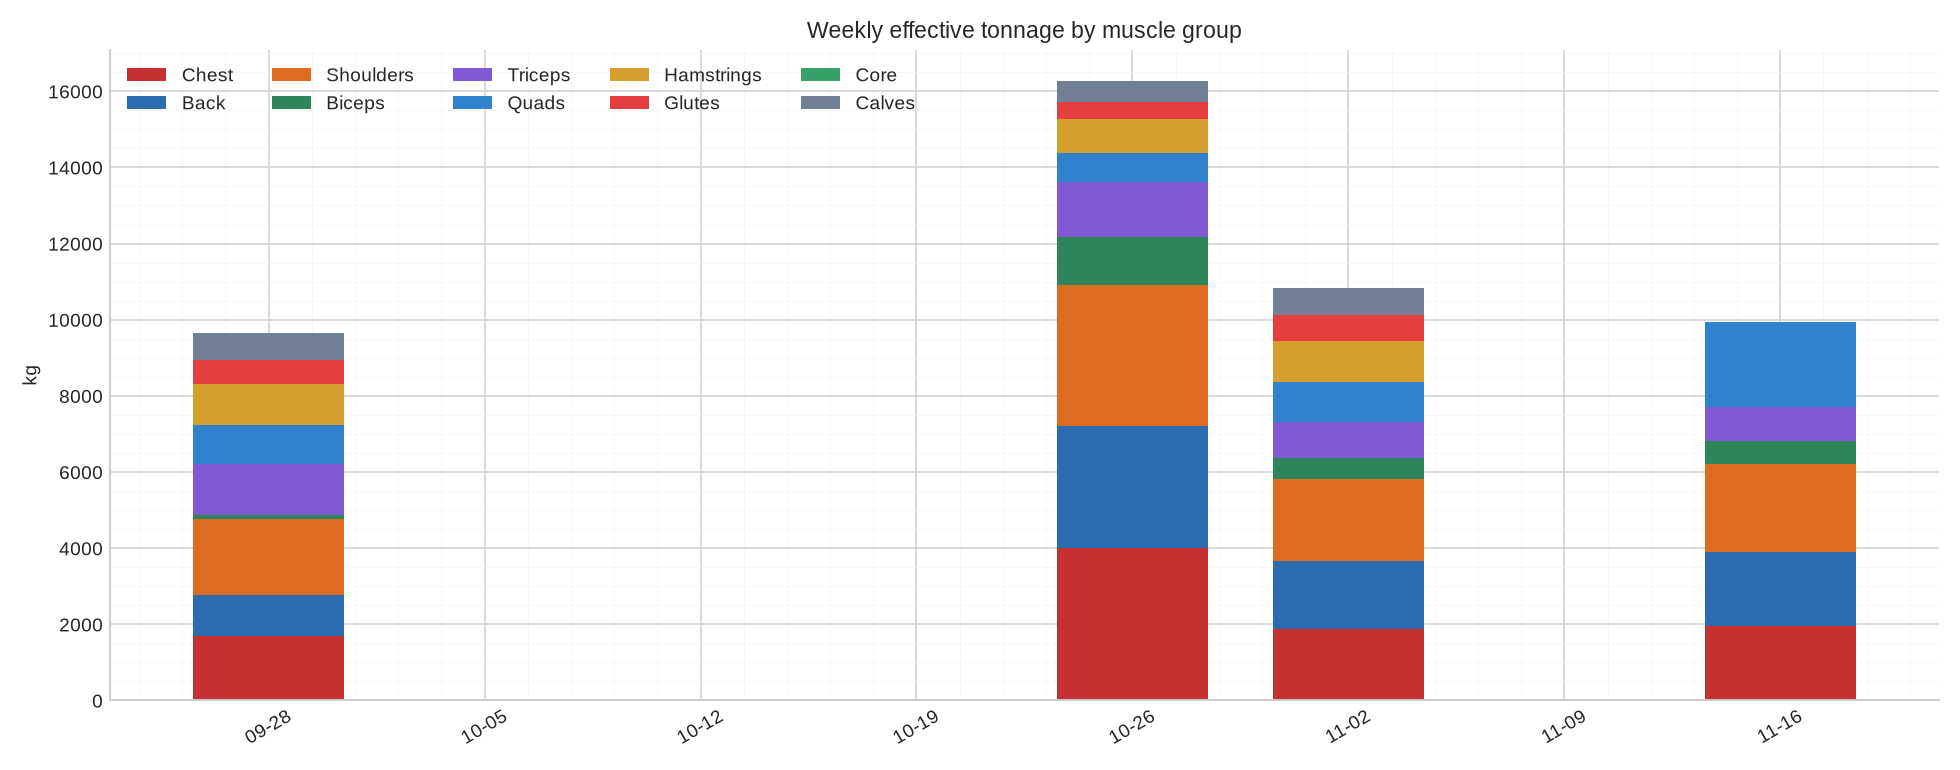 Weekly effective tonnage by muscle group
Chest Shoulders Triceps Hamstrings Core
Back Biceps Quads Glutes Calves
16000
14000
12000
10000
8000
6000
4000
2000
0
kg
09-28 10-05 10-12 10-19 10-26 11-02 11-09 11-16